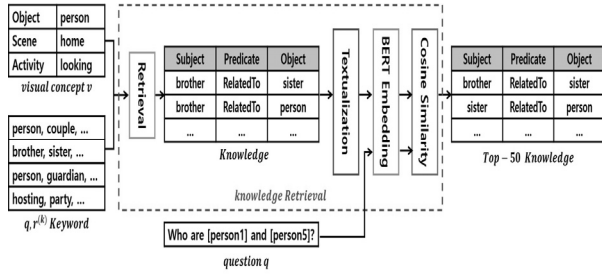 Object person
Scene home
Activity looking
visual concept v
person, couple, ...
brother, sister, ...
person, guardian, ...
hosting, party, ...
q, r^(k) Keyword
Retrieval
Subject Predicate Object
brother RelatedTo sister
brother RelatedTo person
... ... ...
Knowledge
Textualization
BERT Embedding
Cosine Similarity
knowledge Retrieval
Who are [person1] and [person5]?
question q
Subject Predicate Object
brother RelatedTo sister
sister RelatedTo person
... ... ...
Top − 50 Knowledge